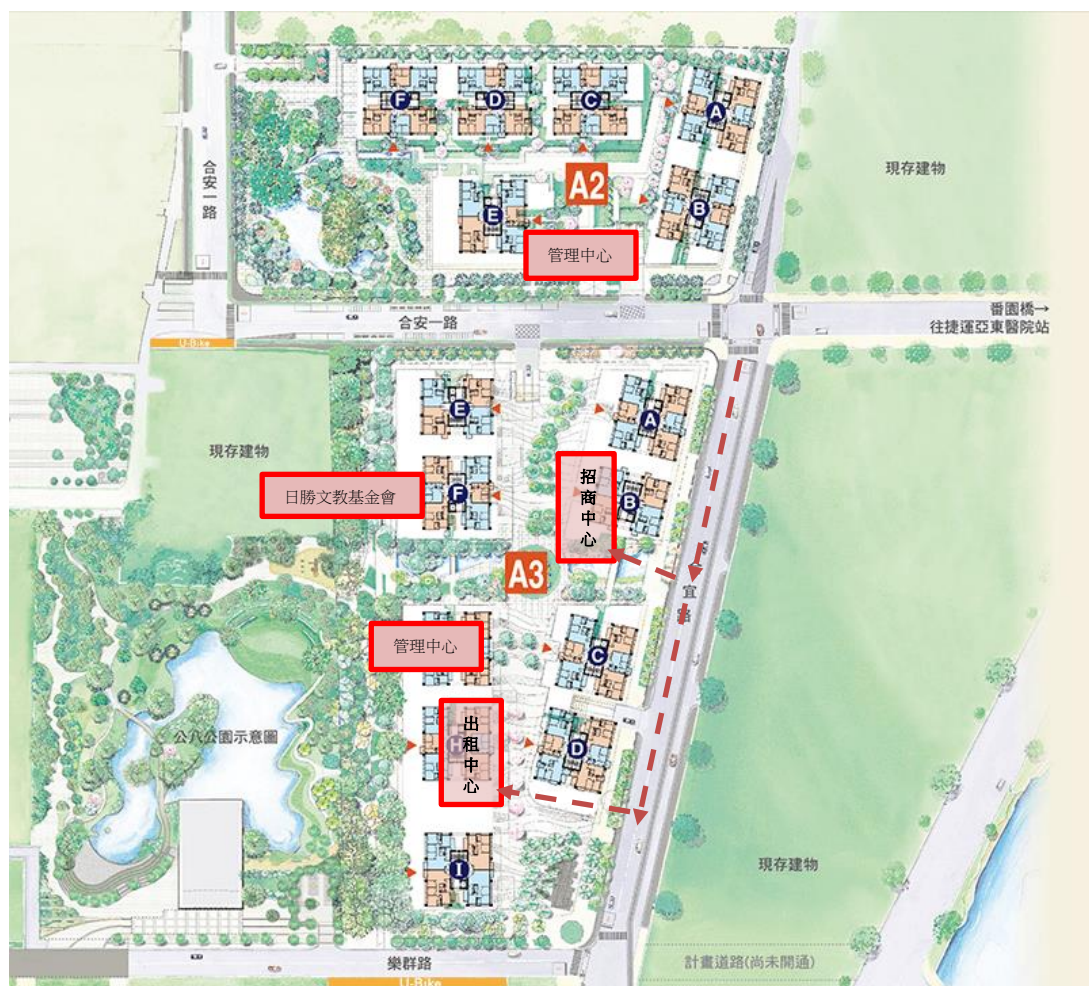 F
D
C
A
合安一路
A2
現存建物
E
B
管理中心
番園橋→
合安一路
往捷運亞東醫院站
U-Bike
E
A
現存建物
招商中心
日勝文教基金會
F
B
A3
宜
路
管理中心
C
出租中心
公八公園示意圖
H
D
I
現存建物
樂群路
計畫道路(尚未開通)
U-Bike